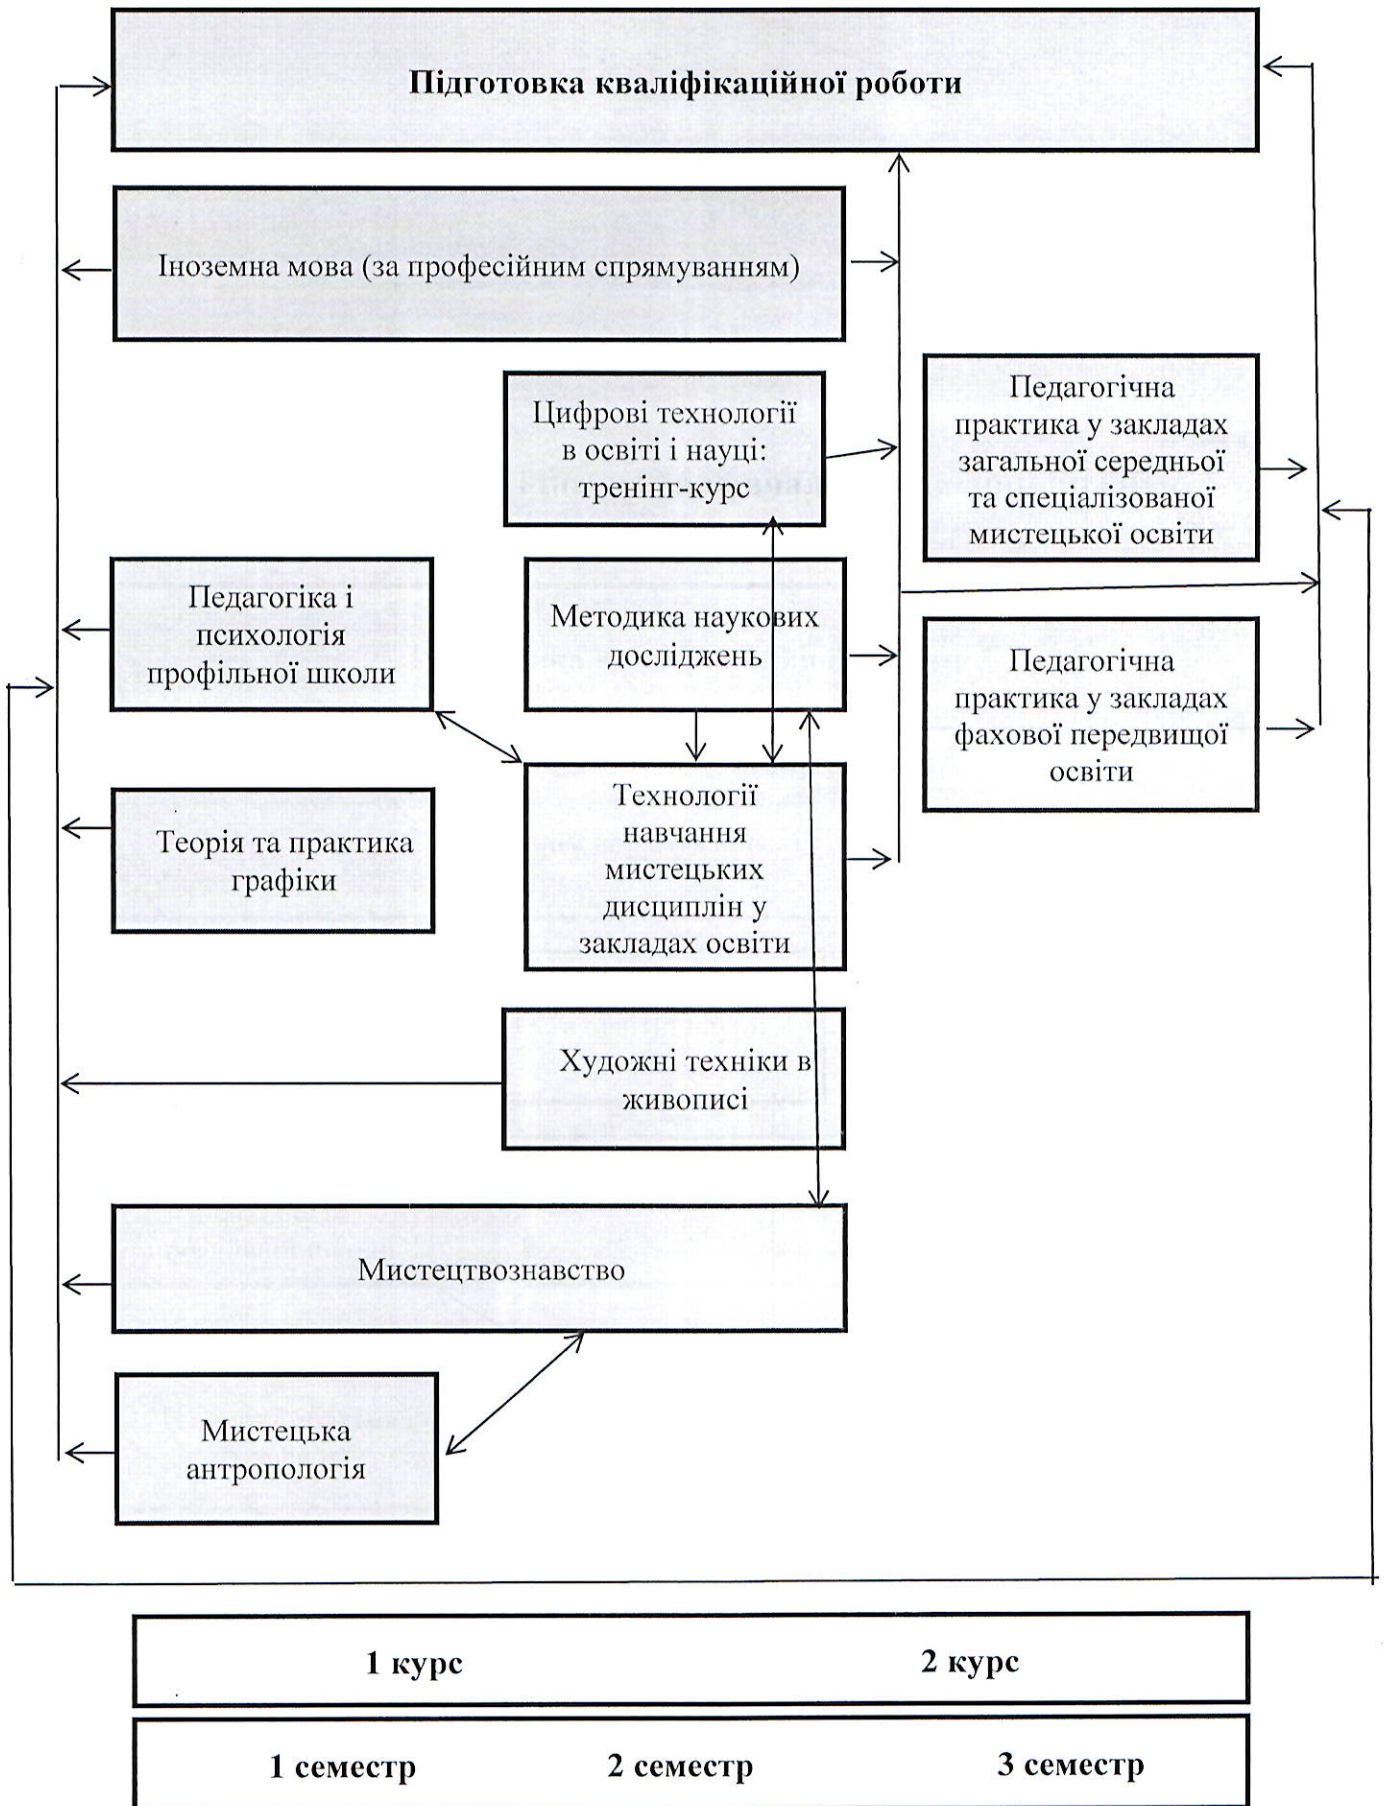 Підготовка кваліфікаційної роботи
Іноземна мова (за професійним спрямуванням)
Цифрові технології
в освіті і науці:
тренінг-курс
Педагогічна
практика у закладах
загальної середньої
та спеціалізованої
мистецької освіти
Педагогіка і
психологія
профільної школи
Методика наукових
досліджень
Педагогічна
практика у закладах
фахової передвищої
освіти
Теорія та практика
графіки
Технології
навчання
мистецьких
дисциплін у
закладах освіти
Художні техніки в
живописі
Мистецтвознавство
Мистецька
антропологія
1 курс 2 курс
1 семестр 2 семестр 3 семестр